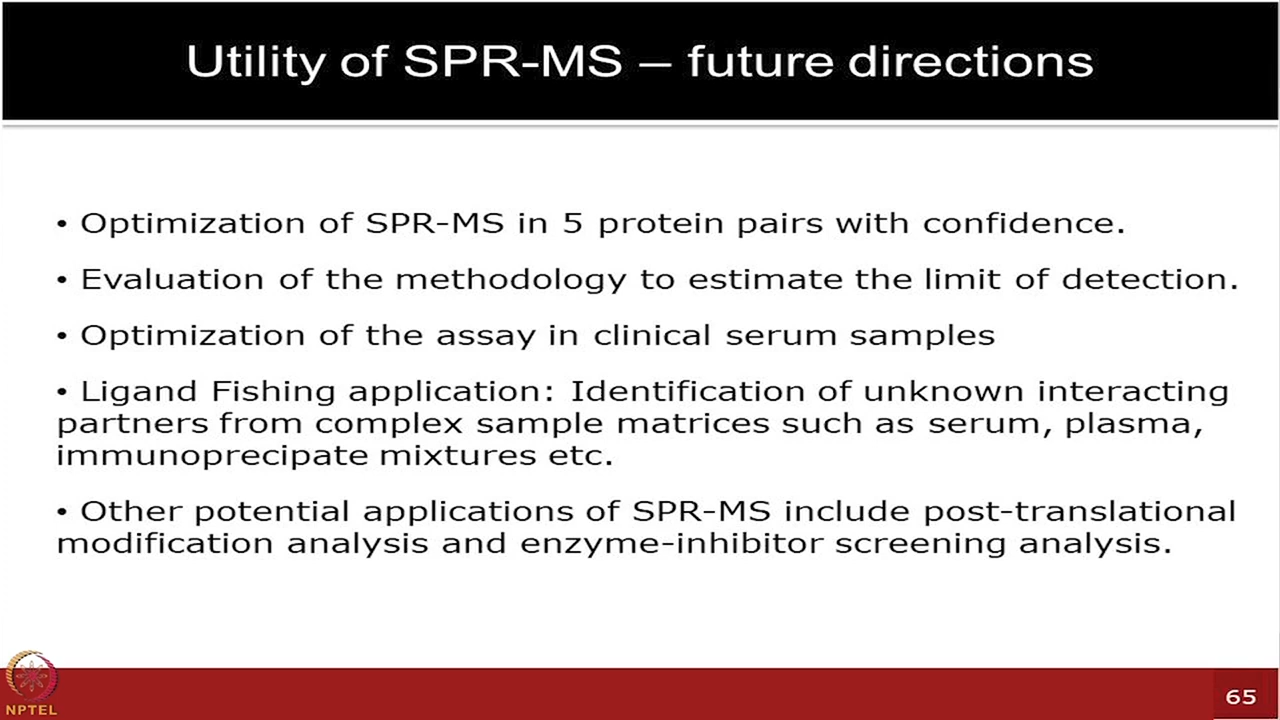 Utility of SPR-MS – future directions
• Optimization of SPR-MS in 5 protein pairs with confidence.
• Evaluation of the methodology to estimate the limit of detection.
• Optimization of the assay in clinical serum samples
• Ligand Fishing application: Identification of unknown interacting
partners from complex sample matrices such as serum, plasma,
immunoprecipate mixtures etc.
• Other potential applications of SPR-MS include post-translational
modification analysis and enzyme-inhibitor screening analysis.
NPTEL
65